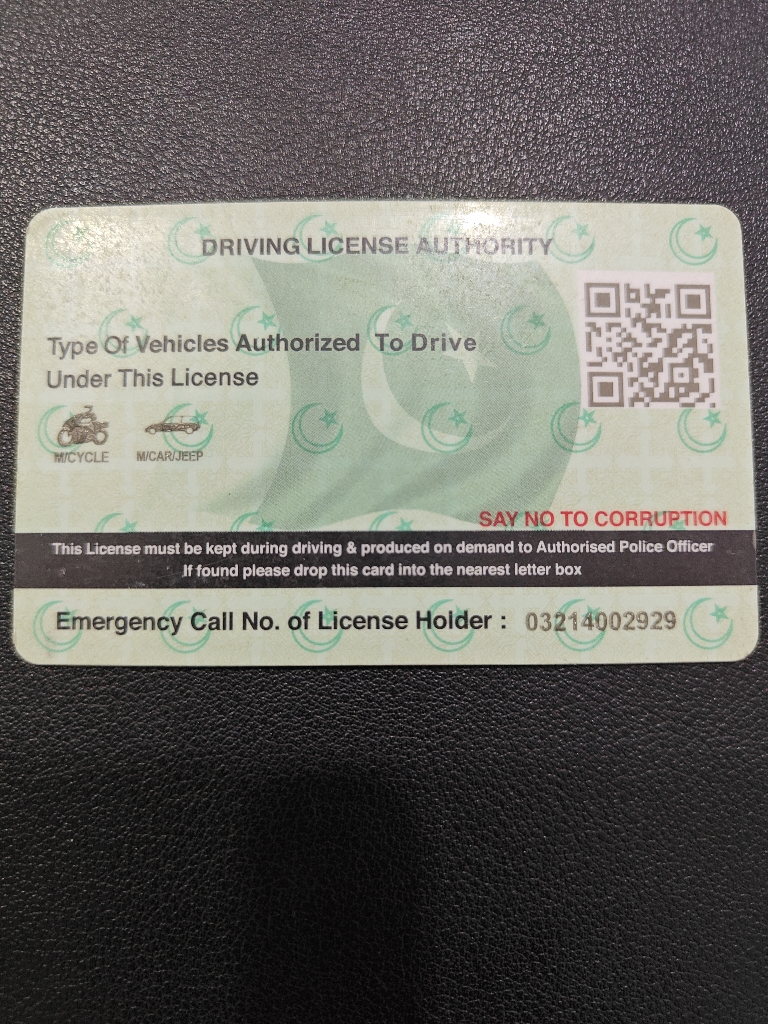 DRIVING LICENSE AUTHORITY
Type Of Vehicles Authorized To Drive
Under This License
M/CYCLE M/CAR/JEEP
SAY NO TO CORRUPTION
This License must be kept during driving & produced on demand to Authorised Police Officer
If found please drop this card into the nearest letter box
Emergency Call No. of License Holder : 03214002929